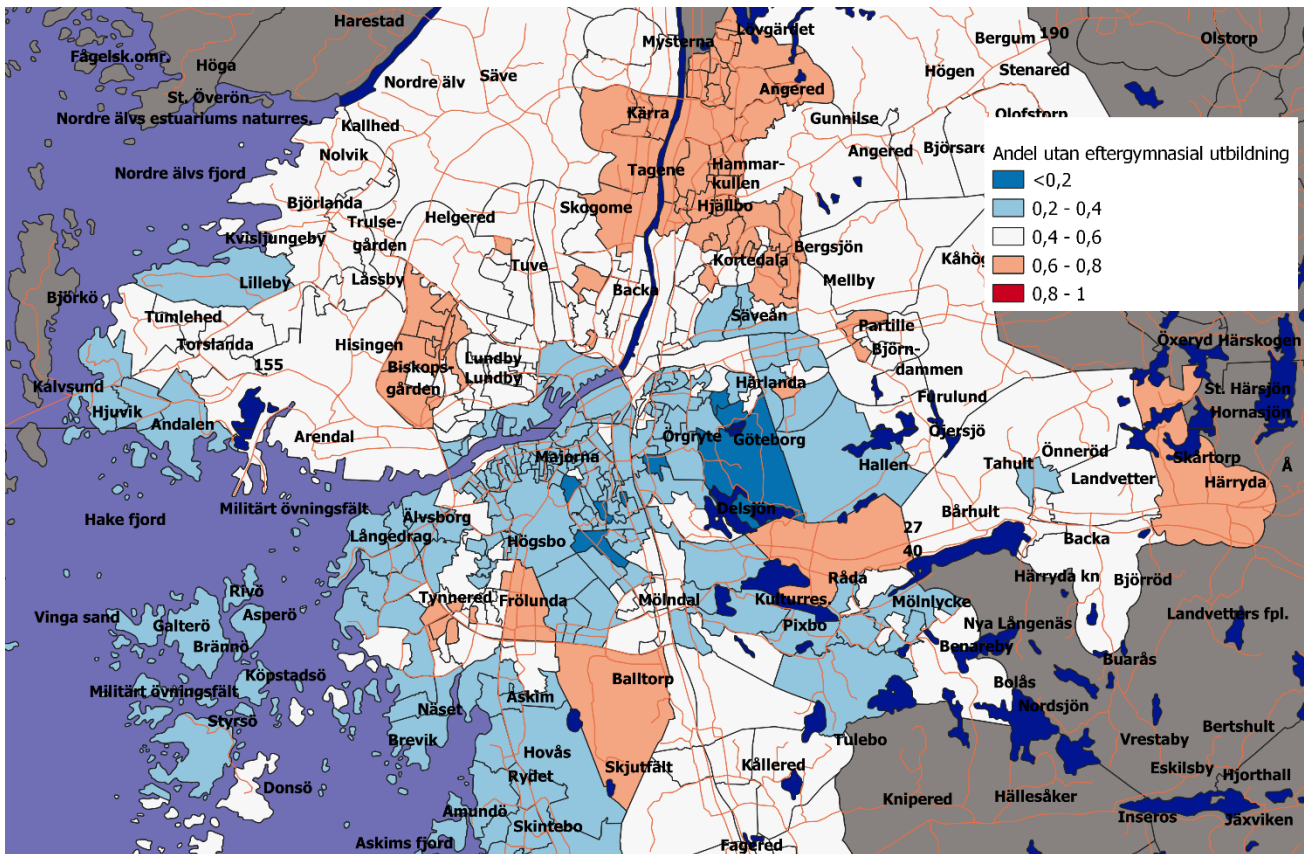 Harestad
Mysterna
Lövgärdet
Bergum
190
Olstorp
Fågelsk.omr.
Höga
Nordre älv
Säve
Högen
Stenared
St. Överön
Angered
Nordre älvs estuariums naturres.
Kallhed
Kärra
Gunnilse
Olofstorp
Nolvik
Nordre älvs fjord
Tagene
Hammar-
kullen
Angered
Björsare
Björlanda
Trulse-
gården
Helgered
Skogome
Hjällbo
Kvisljungeby
Tuve
Kortedala
Bergsjön
Kåhög
Björkö
Lilleby
Låssby
Backa
Mellby
Tumlehed
Säveån
Partille
Torslanda
Hisingen
Lundby
Lundby
Björn-
dammen
Öxeryd
Härskogen
155
Biskops-
gården
Härlanda
Kalvsund
Hjuvik
Furulund
St. Härsjön
Andalen
Arendal
Majorna
Örgryte
Göteborg
Öjersjö
Hornasjön
Hallen
Önneröd
Skårtorp
Tahult
Å
Landvetter
Härryda
Militärt övningsfält
Delsjön
Hake fjord
Älvsborg
Bårhult
Långedrag
Högsbo
27
40
Backa
Rivö
Råda
Härryda kn
Björröd
Tynnered
Frölunda
Mölndal
Kulturres.
Mölnlycke
Vinga sand
Galterö
Asperö
Pixbo
Nya Långenäs
Landvetters fpl.
Brännö
Benareby
Köpstadsö
Buarås
Militärt övningsfält
Balltorp
Bolås
Styrsö
Näset
Askim
Nordsjön
Bertshult
Brevik
Hovås
Tulebo
Vrestaby
Rydet
Skjutfält
Kållered
Eskilsby
Hjorthall
Donsö
Knipered
Hällesåker
Amundö
Skintebo
Inseros
Jäxviken
Askims fjord
Fagered
Andel utan eftergymnasial utbildning
<0,2
0,2 - 0,4
0,4 - 0,6
0,6 - 0,8
0,8 - 1